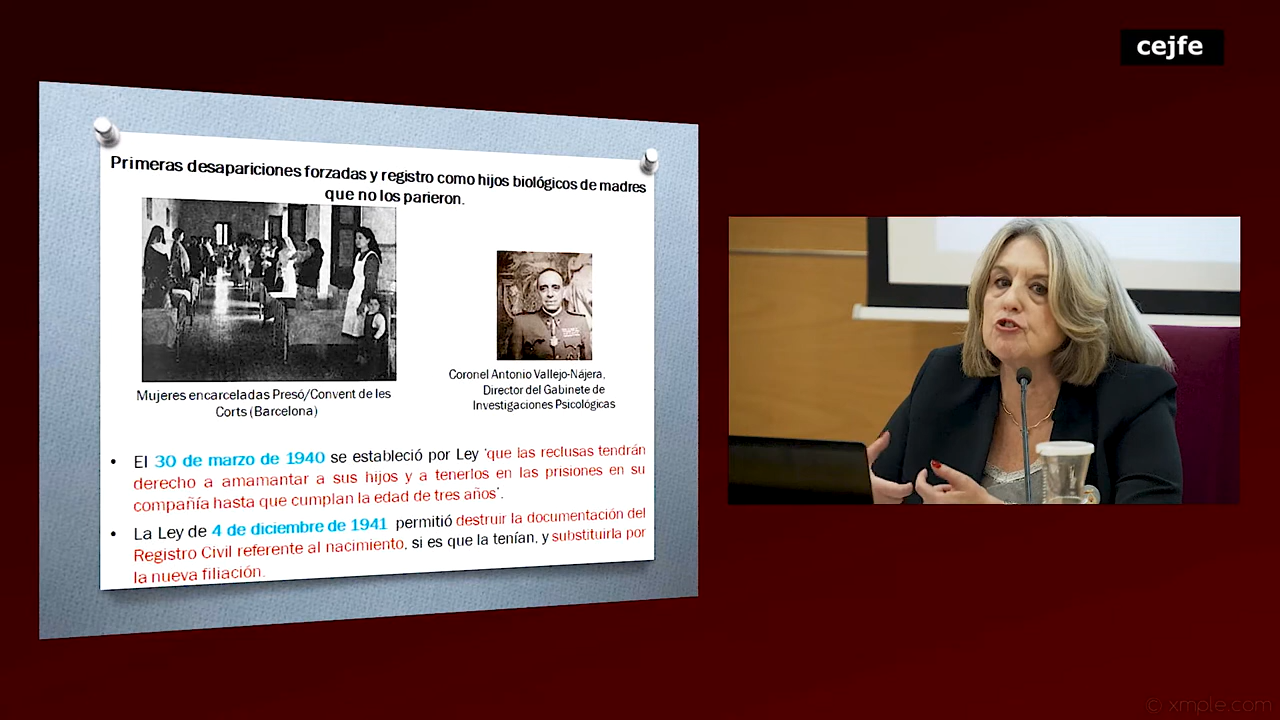 cejfe
Primeras desapariciones forzadas y registro como hijos biológicos de madres
que no los parieron.
Mujeres encarceladas Presó/Convent de les
Corts (Barcelona)
Coronel Antonio Vallejo-Nájera,
Director del Gabinete de
Investigaciones Psicológicas
• El 30 de marzo de 1940 se estableció por Ley 'que las reclusas tendrán
derecho a amamantar a sus hijos y a tenerlos en las prisiones en su
compañía hasta que cumplan la edad de tres años'.
• La Ley de 4 de diciembre de 1941 permitió destruir la documentación del
Registro Civil referente al nacimiento, si es que la tenían, y substituirla por
la nueva filiación.
© xmple.com